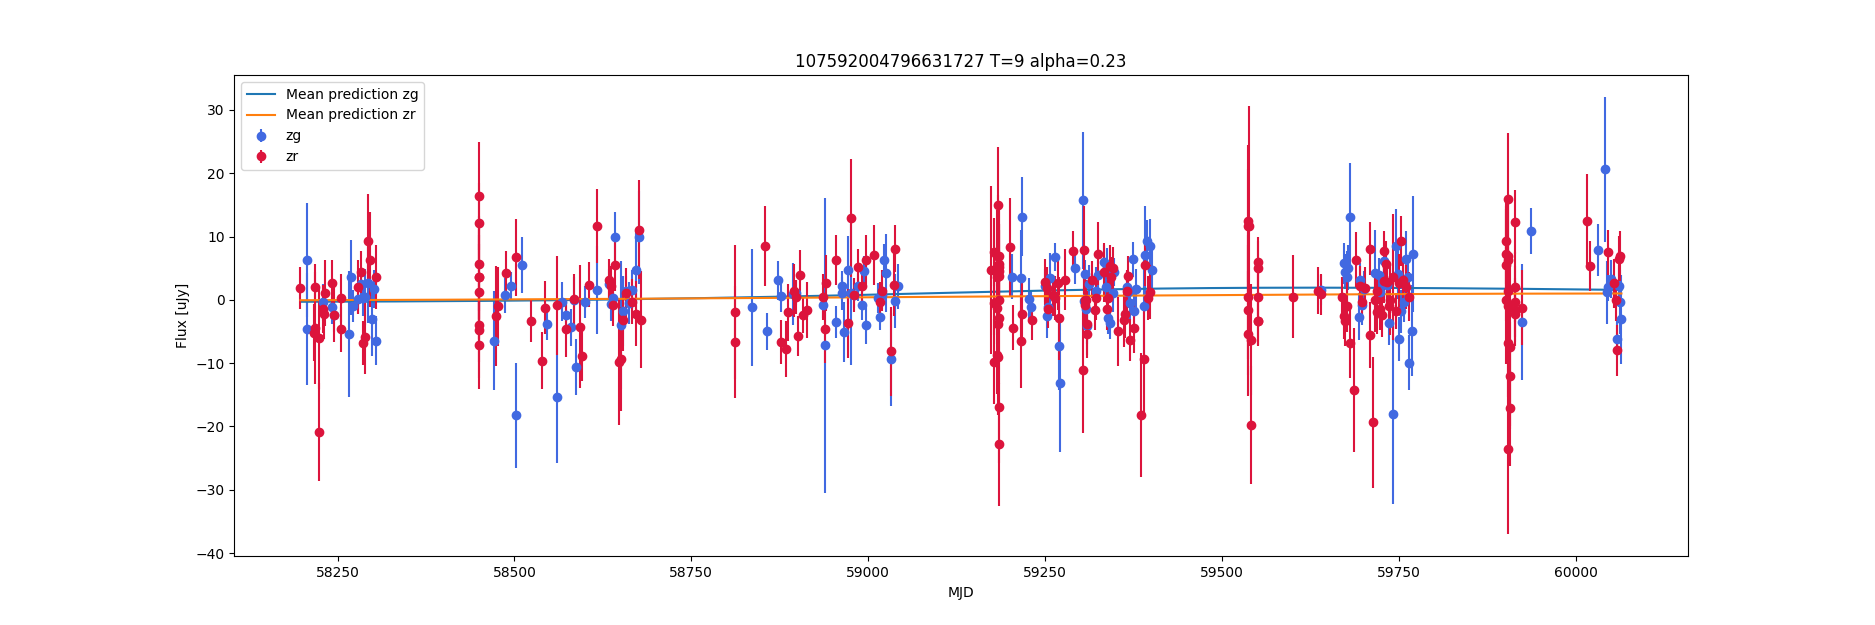 107592004796631727 T=9 alpha=0.23
Mean prediction zg
Mean prediction zr
zg
zr
30
20
10
0
−10
−20
−30
−40
Flux [uJy]
58250 58500 58750 59000 59250 59500 59750 60000
MJD